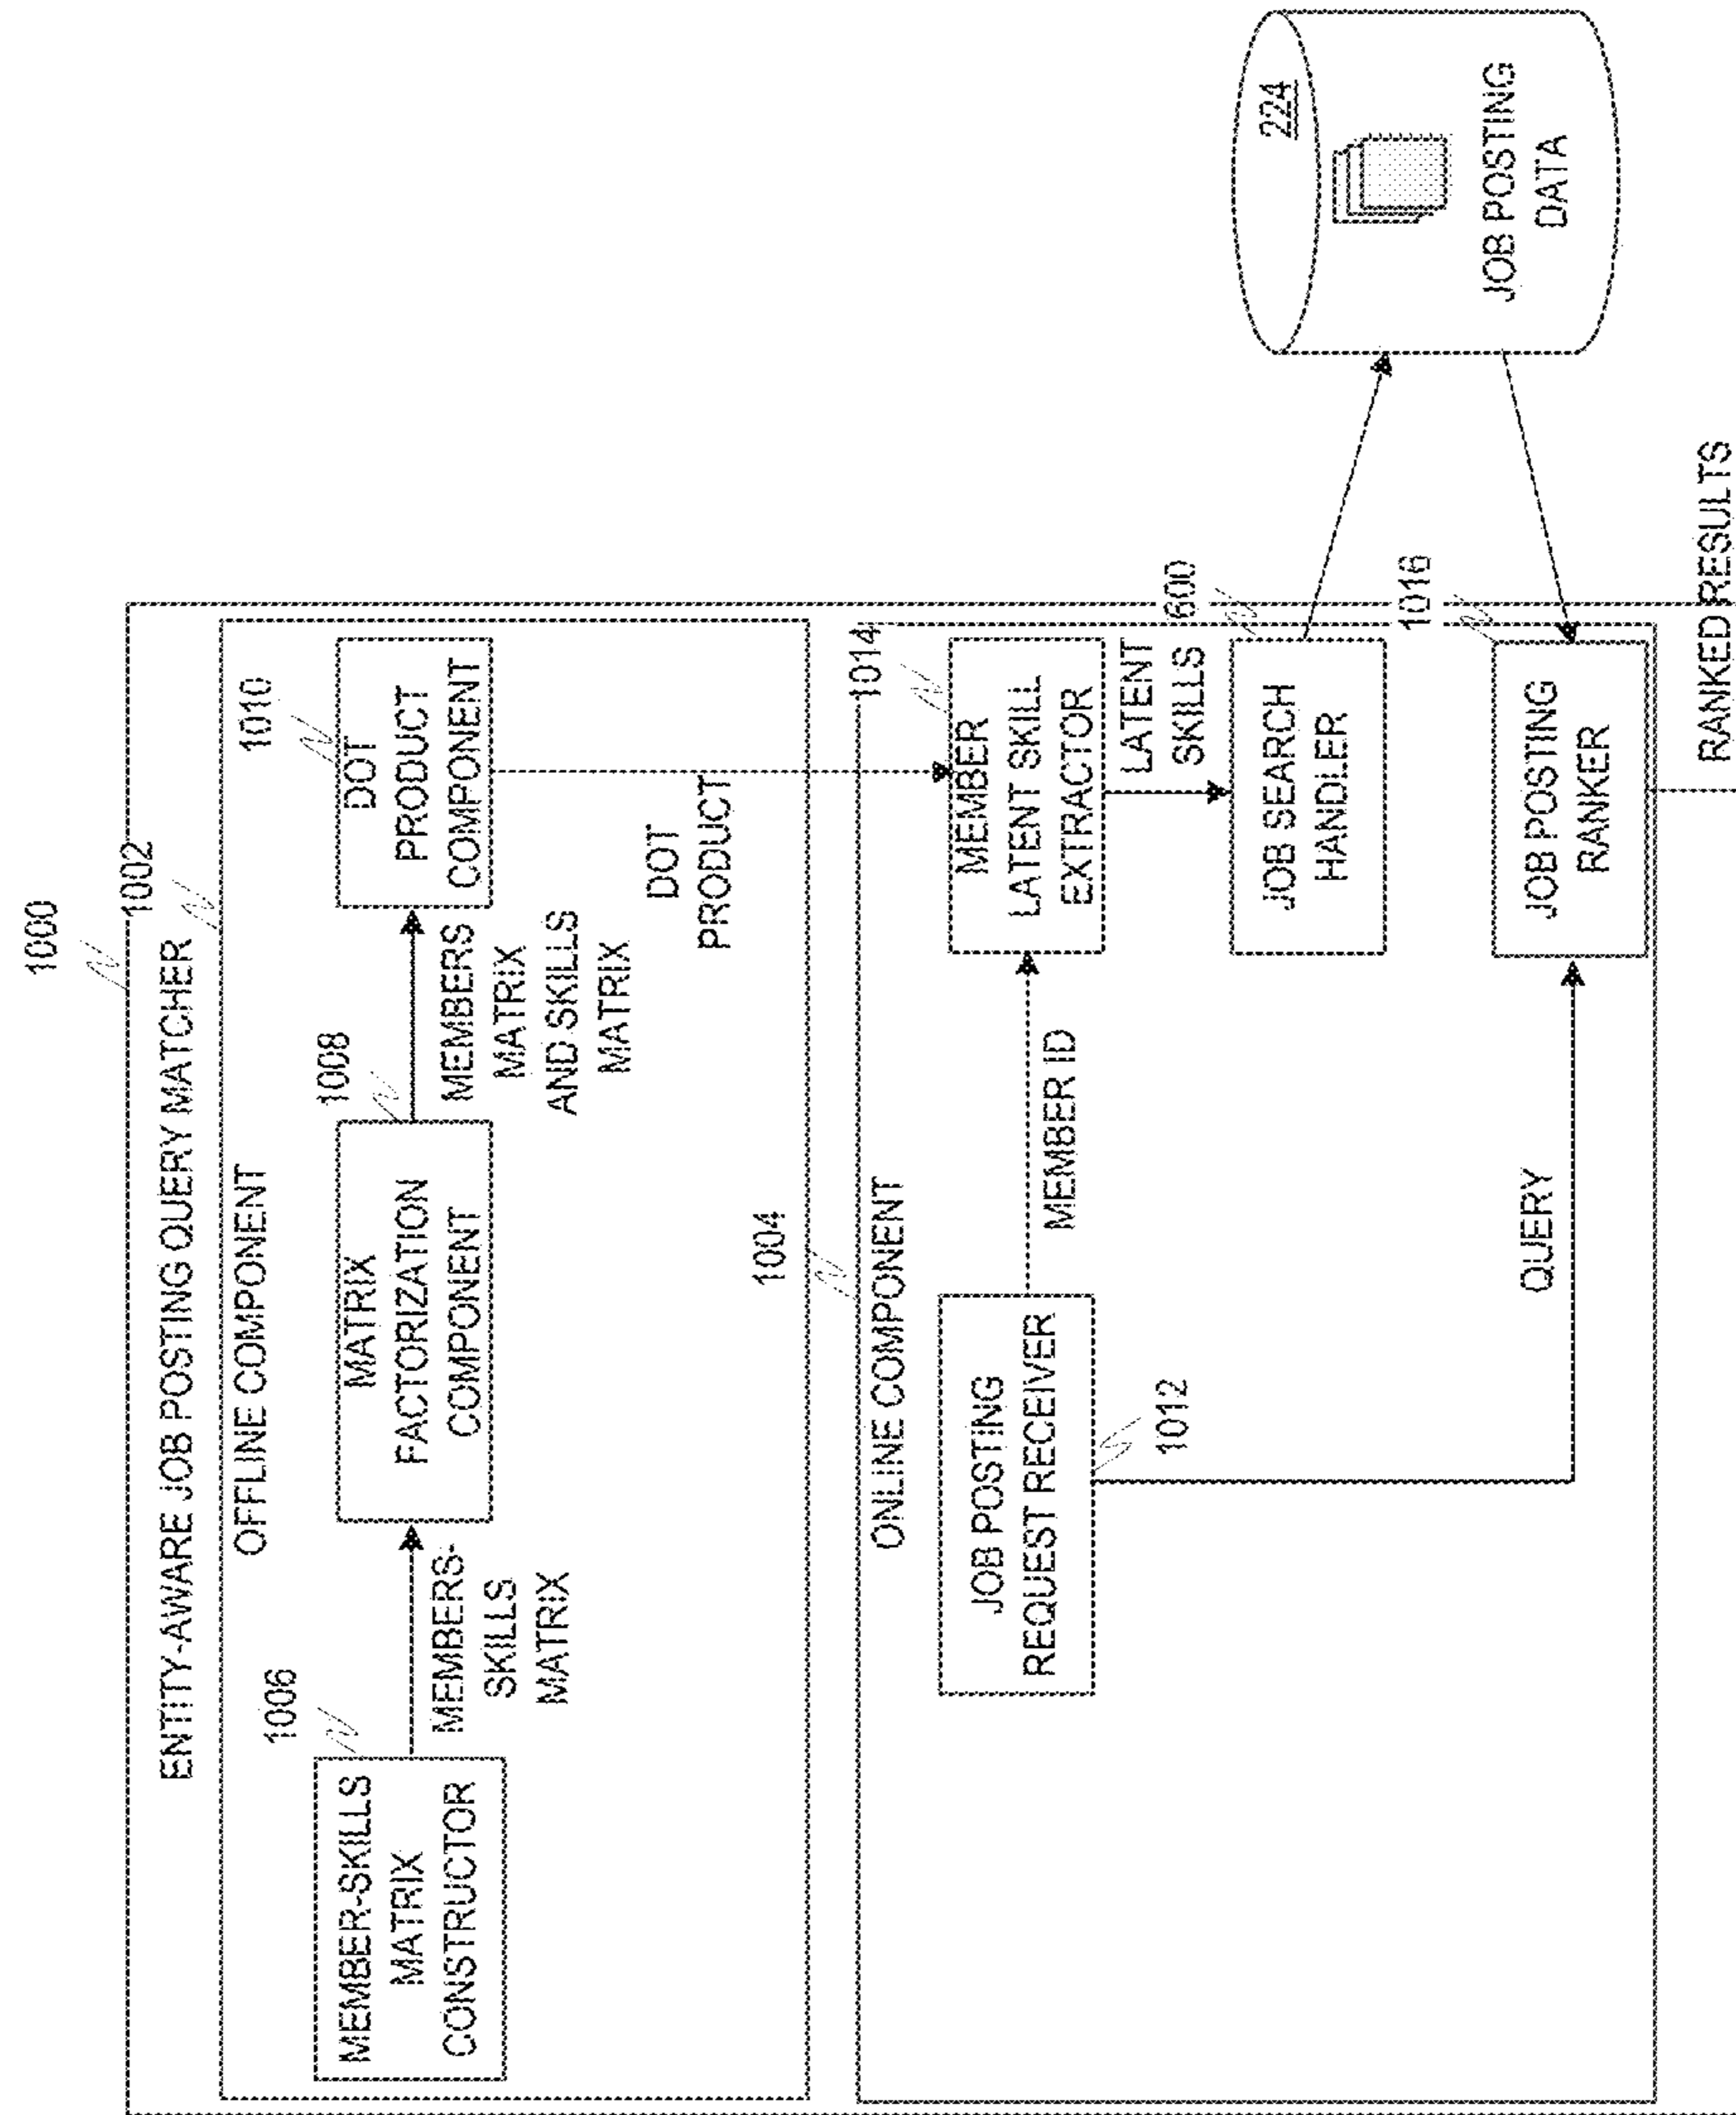 1000
1002
ENTITY-AWARE JOB POSTING QUERY MATCHER
OFFLINE COMPONENT
1006
MEMBER-SKILLS
MATRIX
CONSTRUCTOR
MEMBERS-
SKILLS
MATRIX
1008
MATRIX
FACTORIZATION
COMPONENT
MEMBERS
MATRIX
AND SKILLS
MATRIX
1010
DOT
PRODUCT
COMPONENT
DOT
PRODUCT
1004
ONLINE COMPONENT
JOB POSTING
REQUEST RECEIVER
1012
MEMBER ID
1014
MEMBER
LATENT SKILL
EXTRACTOR
LATENT
SKILLS
600
JOB SEARCH
HANDLER
QUERY
1016
JOB POSTING
RANKER
224
JOB POSTING
DATA
RANKED RESULTS